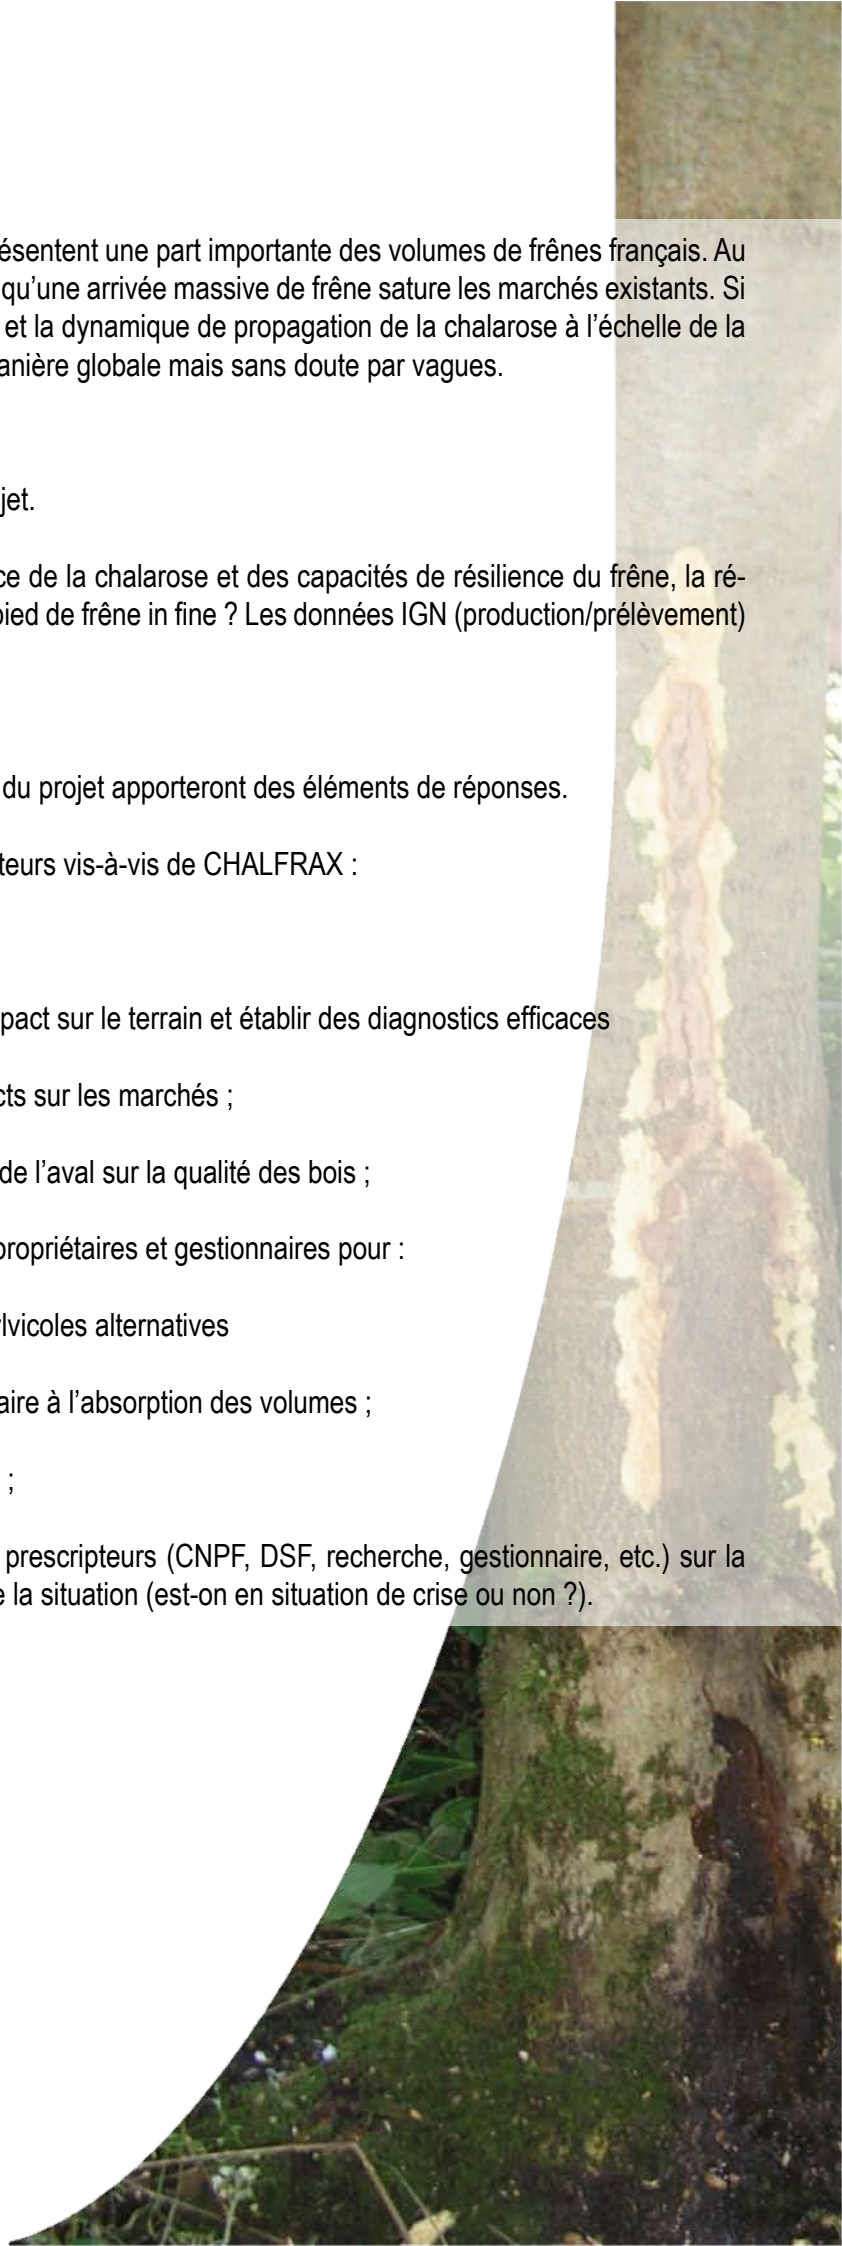 ésentent une part importante des volumes de frênes français. Au
qu'une arrivée massive de frêne sature les marchés existants. Si
et la dynamique de propagation de la chalarose à l'échelle de la
anière globale mais sans doute par vagues.
jet.
ce de la chalarose et des capacités de résilience du frêne, la ré-
pied de frêne in fine ? Les données IGN (production/prélèvement)
du projet apporteront des éléments de réponses.
teurs vis-à-vis de CHALFRAX :
pact sur le terrain et établir des diagnostics efficaces
cts sur les marchés ;
de l'aval sur la qualité des bois ;
propriétaires et gestionnaires pour :
lvicoles alternatives
aire à l'absorption des volumes ;
;
prescripteurs (CNPF, DSF, recherche, gestionnaire, etc.) sur la
e la situation (est-on en situation de crise ou non ?).